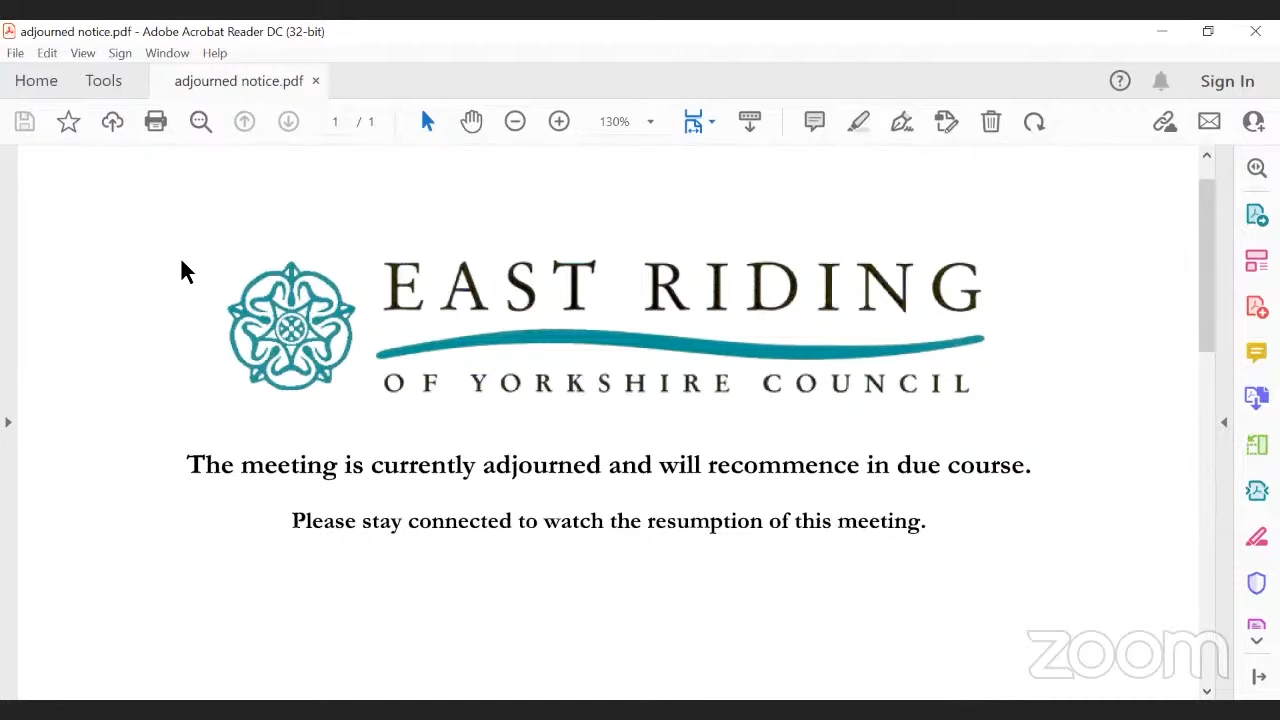 adjourned notice.pdf - Adobe Acrobat Reader DC (32-bit)
File Edit View Sign Window Help
Home Tools adjourned notice.pdf × Sign In
1 / 1 130%
EAST RIDING
OF YORKSHIRE COUNCIL
The meeting is currently adjourned and will recommence in due course.
Please stay connected to watch the resumption of this meeting.
zoom